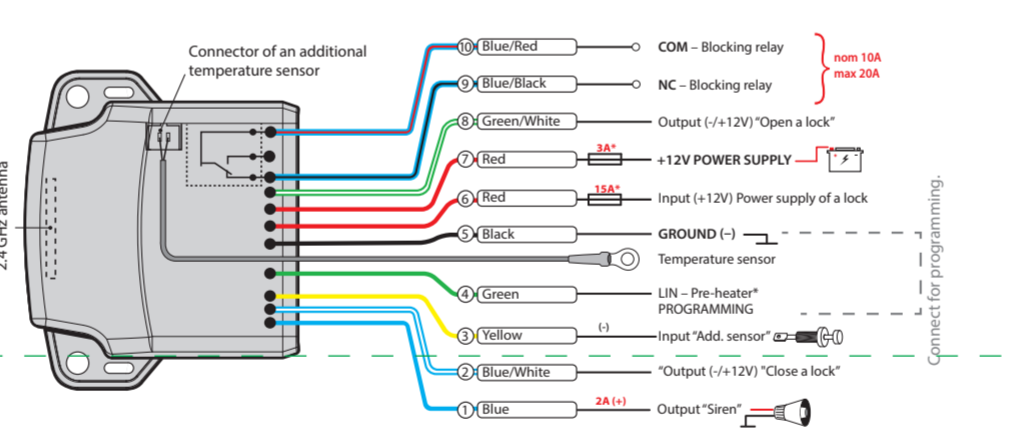 Connector of an additional
temperature sensor
2.4 GHz antenna
10 Blue/Red COM – Blocking relay
nom 10A
max 20A
9 Blue/Black NC – Blocking relay
8 Green/White Output (-/+12V) “Open a lock”
7 Red 3A* +12V POWER SUPPLY
6 Red 15A* Input (+12V) Power supply of a lock
5 Black GROUND (–)
Temperature sensor
4 Green LIN – Pre-heater*
PROGRAMMING
Connect for programming.
3 Yellow (-) Input “Add. sensor”
2 Blue/White “Output (-/+12V) "Close a lock”
1 Blue 2A (+) Output “Siren”